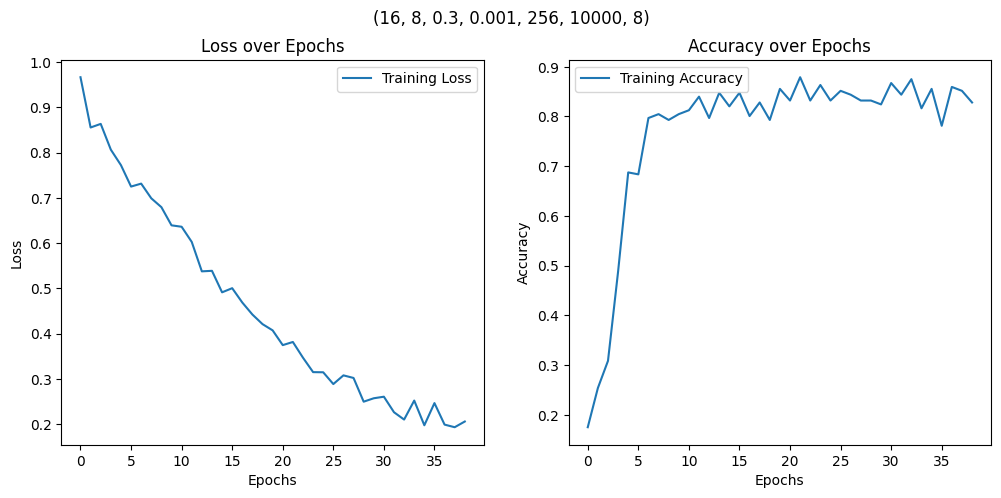 (16, 8, 0.3, 0.001, 256, 10000, 8)
Loss over Epochs
Training Loss
1.0
0.9
0.8
0.7
0.6
0.5
0.4
0.3
0.2
Loss
0 5 10 15 20 25 30 35
Epochs
Accuracy over Epochs
Training Accuracy
0.9
0.8
0.7
0.6
0.5
0.4
0.3
0.2
Accuracy
0 5 10 15 20 25 30 35
Epochs